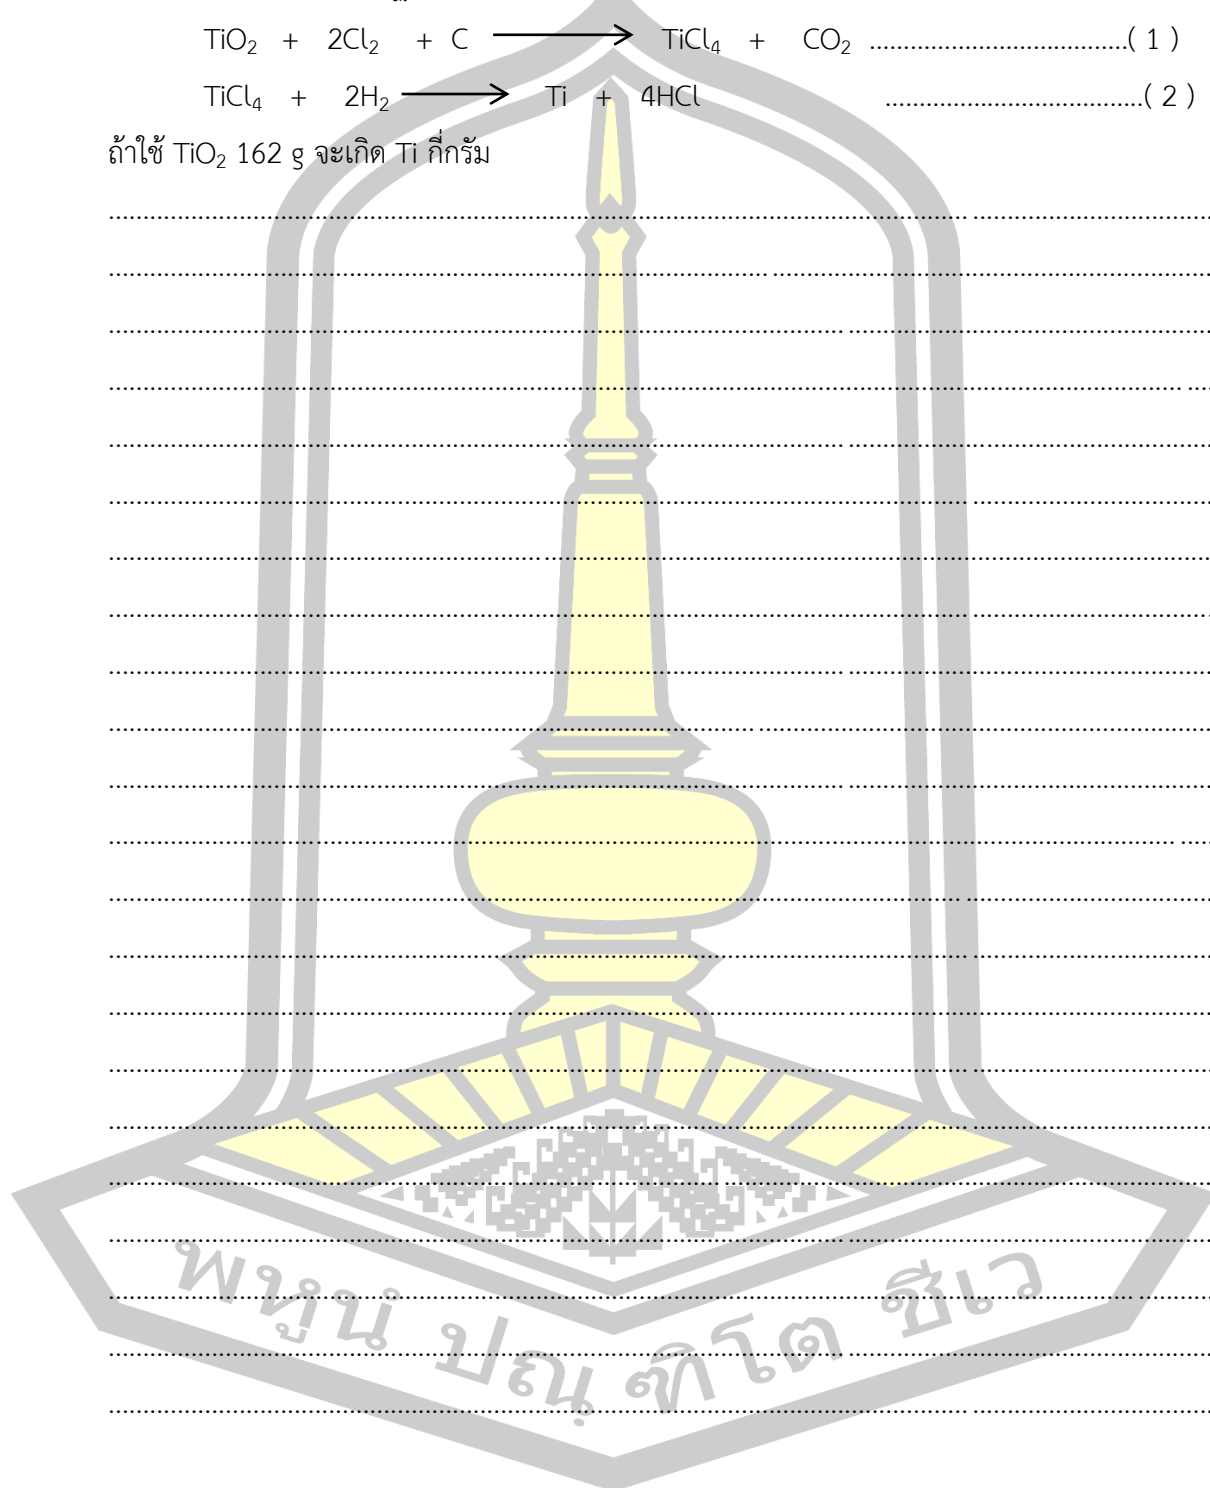 TiO₂ + 2Cl₂ + C ⟶ TiCl₄ + CO₂ ......................................( 1 )
TiCl₄ + 2H₂ ⟶ Ti + 4HCl ......................................( 2 )
ถ้าใช้ TiO₂ 162 g จะเกิด Ti กี่กรัม
พหูนํ ปณฺฑิโต ชีเว